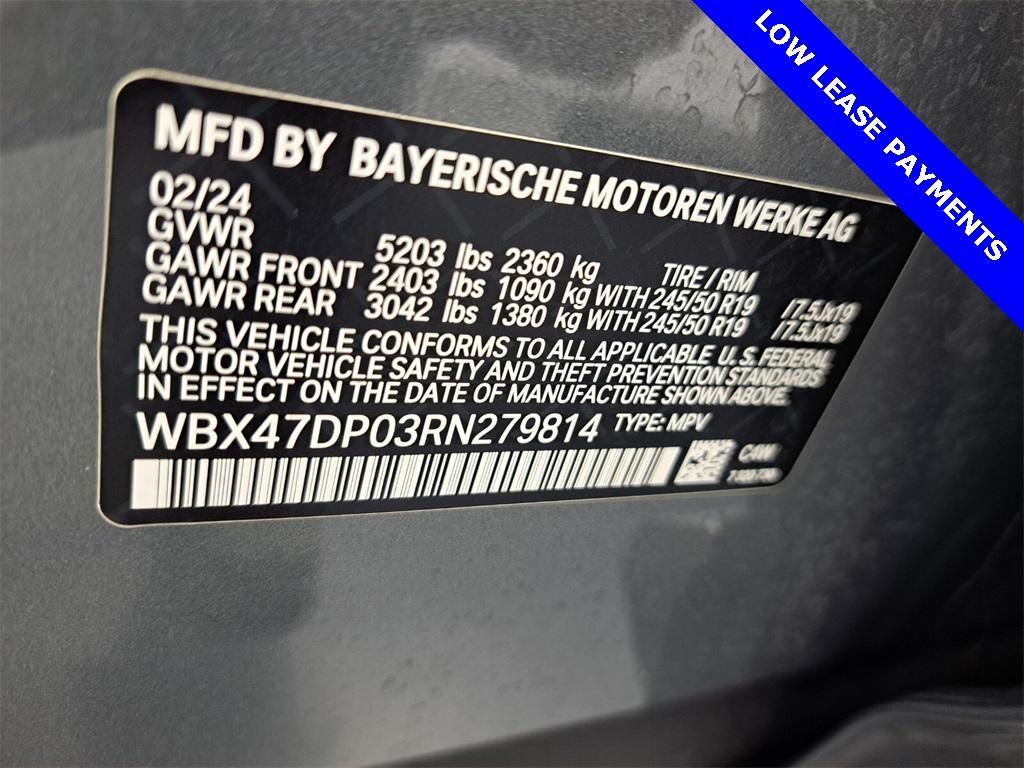 LOW LEASE PAYMENTS
MFD BY BAYERISCHE MOTOREN WERKE AG
02/24
GVWR 5203 lbs 2360 kg TIRE / RIM
GAWR FRONT 2403 lbs 1090 kg WITH 245/50 R19 /7.5Jx19
GAWR REAR 3042 lbs 1380 kg WITH 245/50 R19 /7.5Jx19
THIS VEHICLE CONFORMS TO ALL APPLICABLE U.S. FEDERAL
MOTOR VEHICLE SAFETY AND THEFT PREVENTION STANDARDS
IN EFFECT ON THE DATE OF MANUFACTURE SHOWN ABOVE.
WBX47DP03RN279814 TYPE: MPV